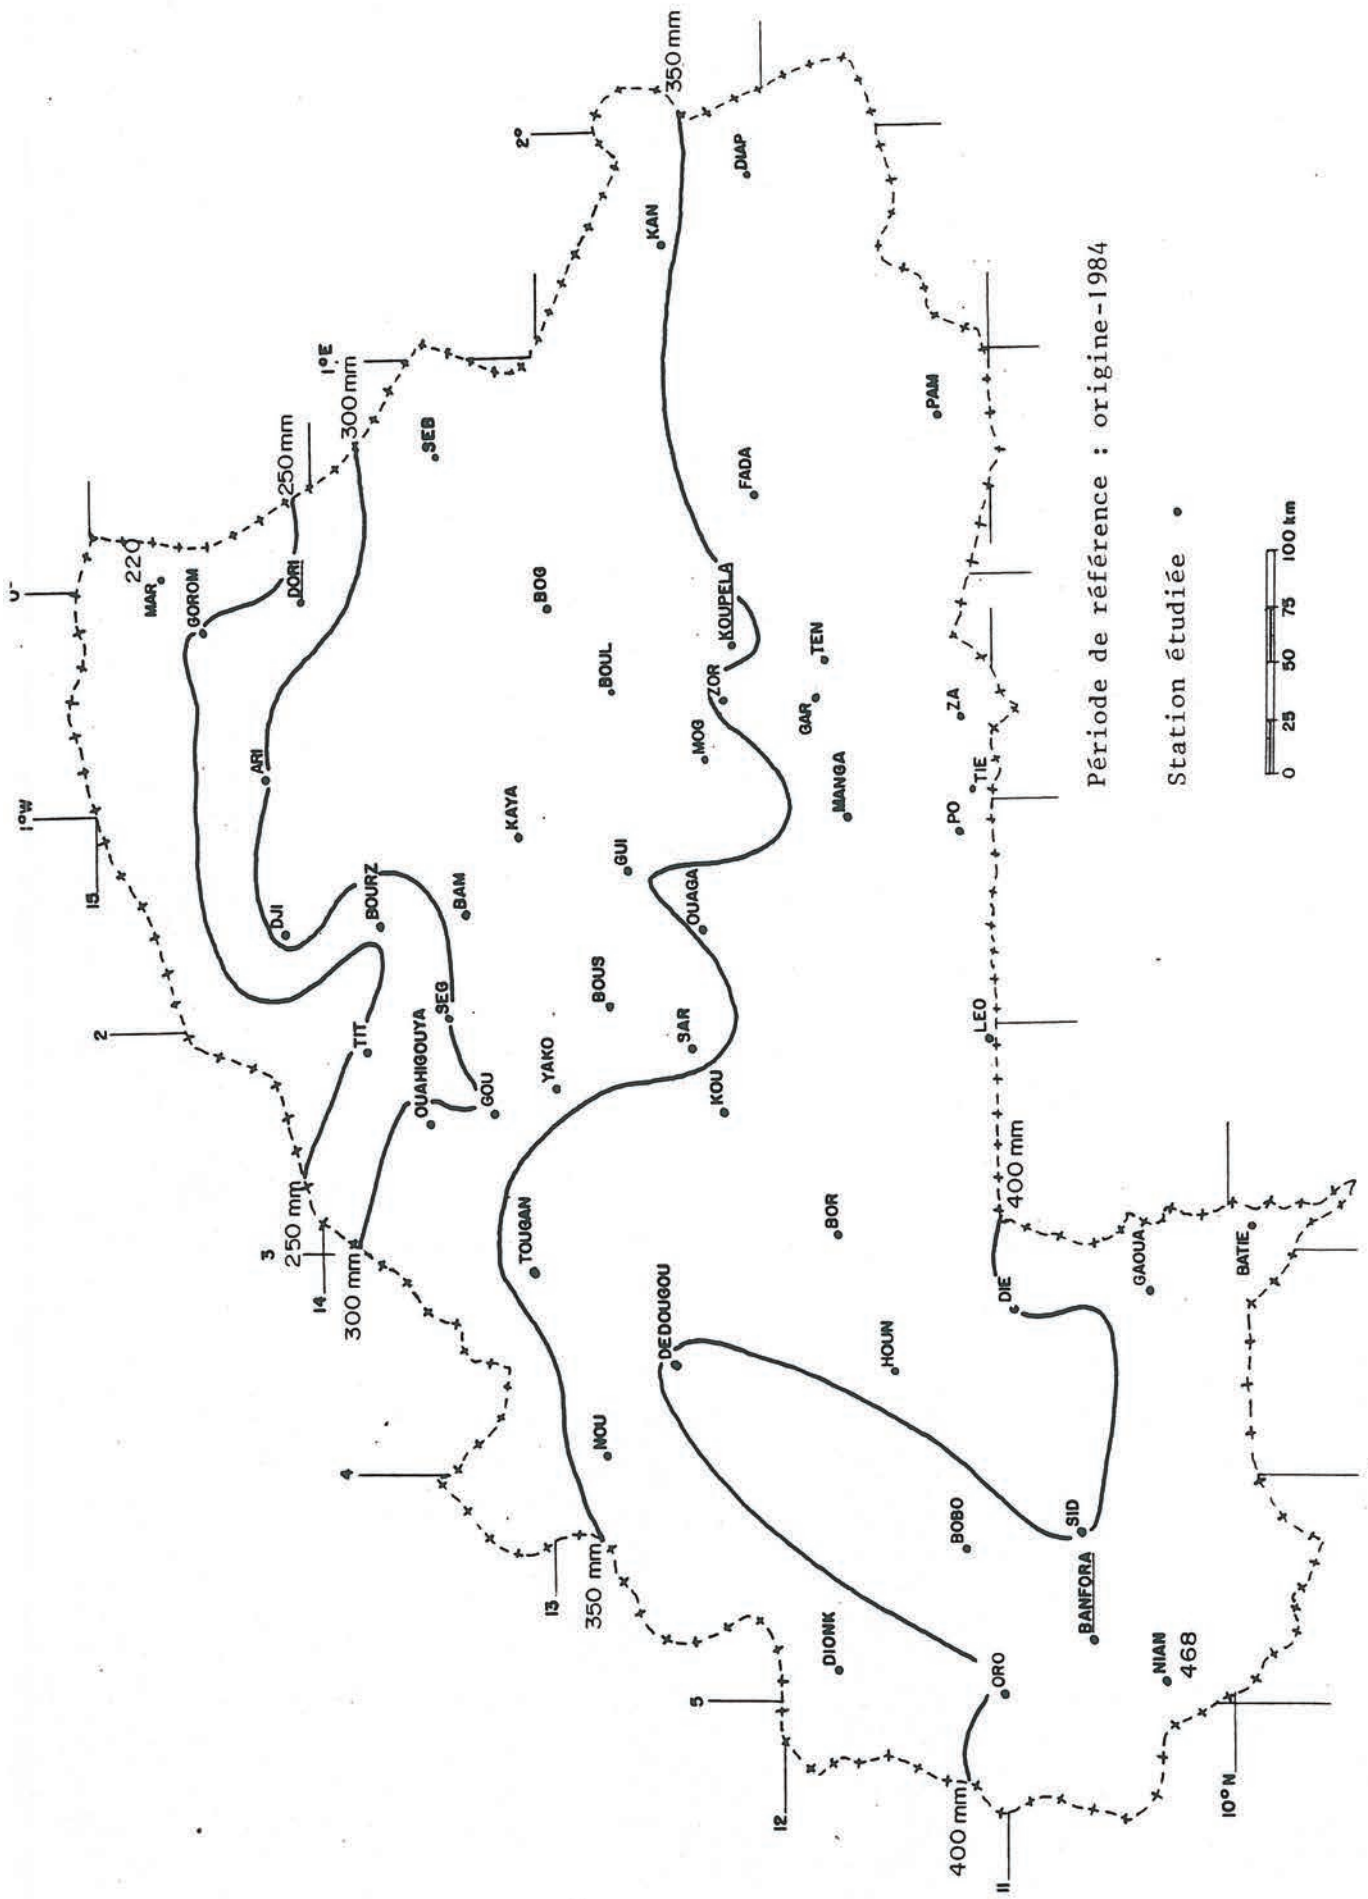 0°
1°W
15
2
220
MAR
GOROM
250 mm
DORI
1°E
300 mm
ARI
DJI
BOURZ
TIT
SEB
2°
350 mm
3
250 mm
14
300 mm
OUAHIGOUYA
SEG
BAM
GOU
KAYA
BOG
YAKO
BOUS
GUI
BOUL
KAN
DIAP
4
TOUGAN
NOU
13
350 mm
SAR
KOU
OUAGA
MOG
ZOR
KOUPELA
FADA
DEDOUGOU
GAR
TEN
MANGA
BOR
5
DIONK
12
HOUN
PO
TIE
ZA
PAM
LEO
BOBO
ORO
400 mm
11
DIE
400 mm
SID
BANFORA
GAOUA
BATIE
NIAN
468
10°N
Période de référence : origine-1984
Station étudiée
0 25 50 75 100 km